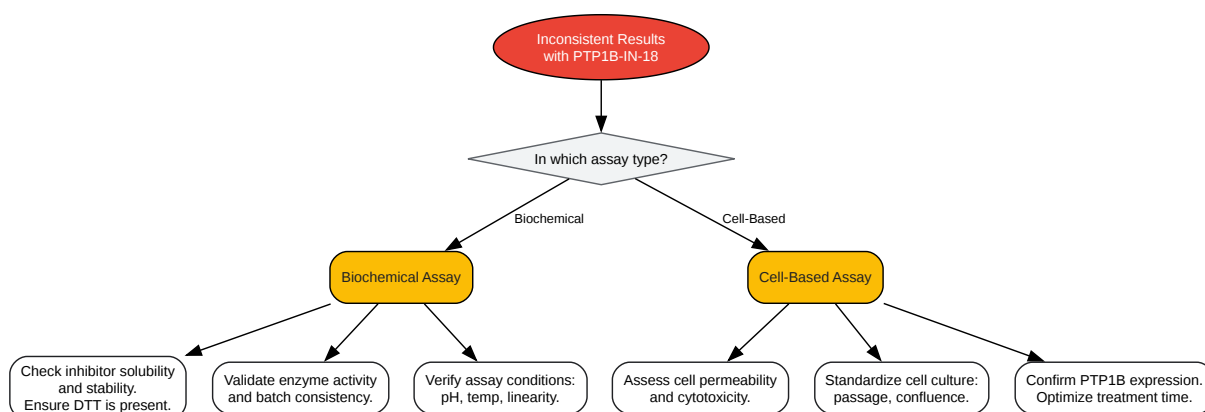 Inconsistent Results
with PTP1B-IN-18
In which assay type?
Biochemical
Cell-Based
Biochemical Assay
Cell-Based Assay
Check inhibitor solubility
and stability.
Ensure DTT is present.
Validate enzyme activity
and batch consistency.
Verify assay conditions:
pH, temp, linearity.
Assess cell permeability
and cytotoxicity.
Standardize cell culture:
passage, confluence.
Confirm PTP1B expression.
Optimize treatment time.